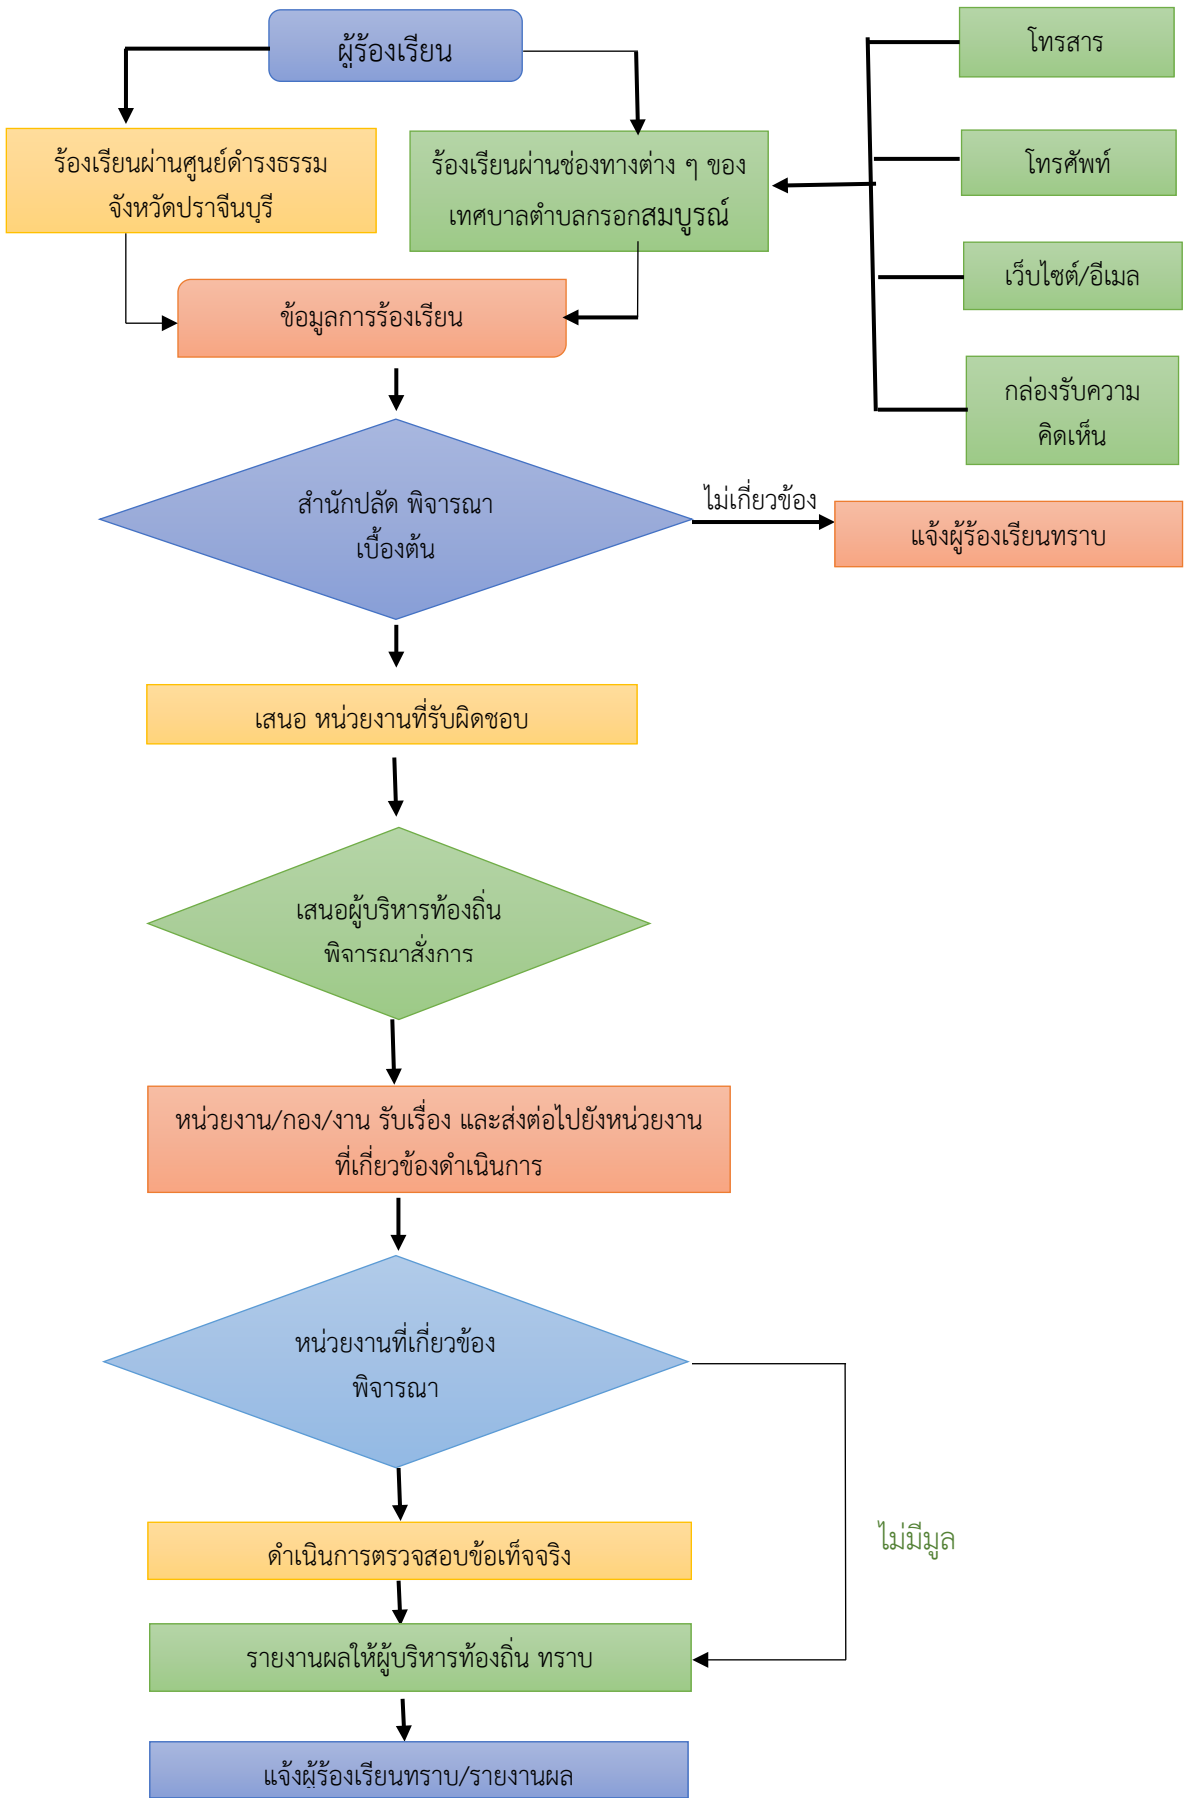 ผู้ร้องเรียน
โทรสาร
ร้องเรียนผ่านศูนย์ดำรงธรรม
จังหวัดปราจีนบุรี
ร้องเรียนผ่านช่องทางต่าง ๆ ของ
เทศบาลตำบลกรอกสมบูรณ์
โทรศัพท์
เว็บไซต์/อีเมล
ข้อมูลการร้องเรียน
กล่องรับความ
คิดเห็น
สำนักปลัด พิจารณา
เบื้องต้น
ไม่เกี่ยวข้อง
แจ้งผู้ร้องเรียนทราบ
เสนอ หน่วยงานที่รับผิดชอบ
เสนอผู้บริหารท้องถิ่น
พิจารณาสั่งการ
หน่วยงาน/กอง/งาน รับเรื่อง และส่งต่อไปยังหน่วยงาน
ที่เกี่ยวข้องดำเนินการ
หน่วยงานที่เกี่ยวข้อง
พิจารณา
ไม่มีมูล
ดำเนินการตรวจสอบข้อเท็จจริง
รายงานผลให้ผู้บริหารท้องถิ่น ทราบ
แจ้งผู้ร้องเรียนทราบ/รายงานผล